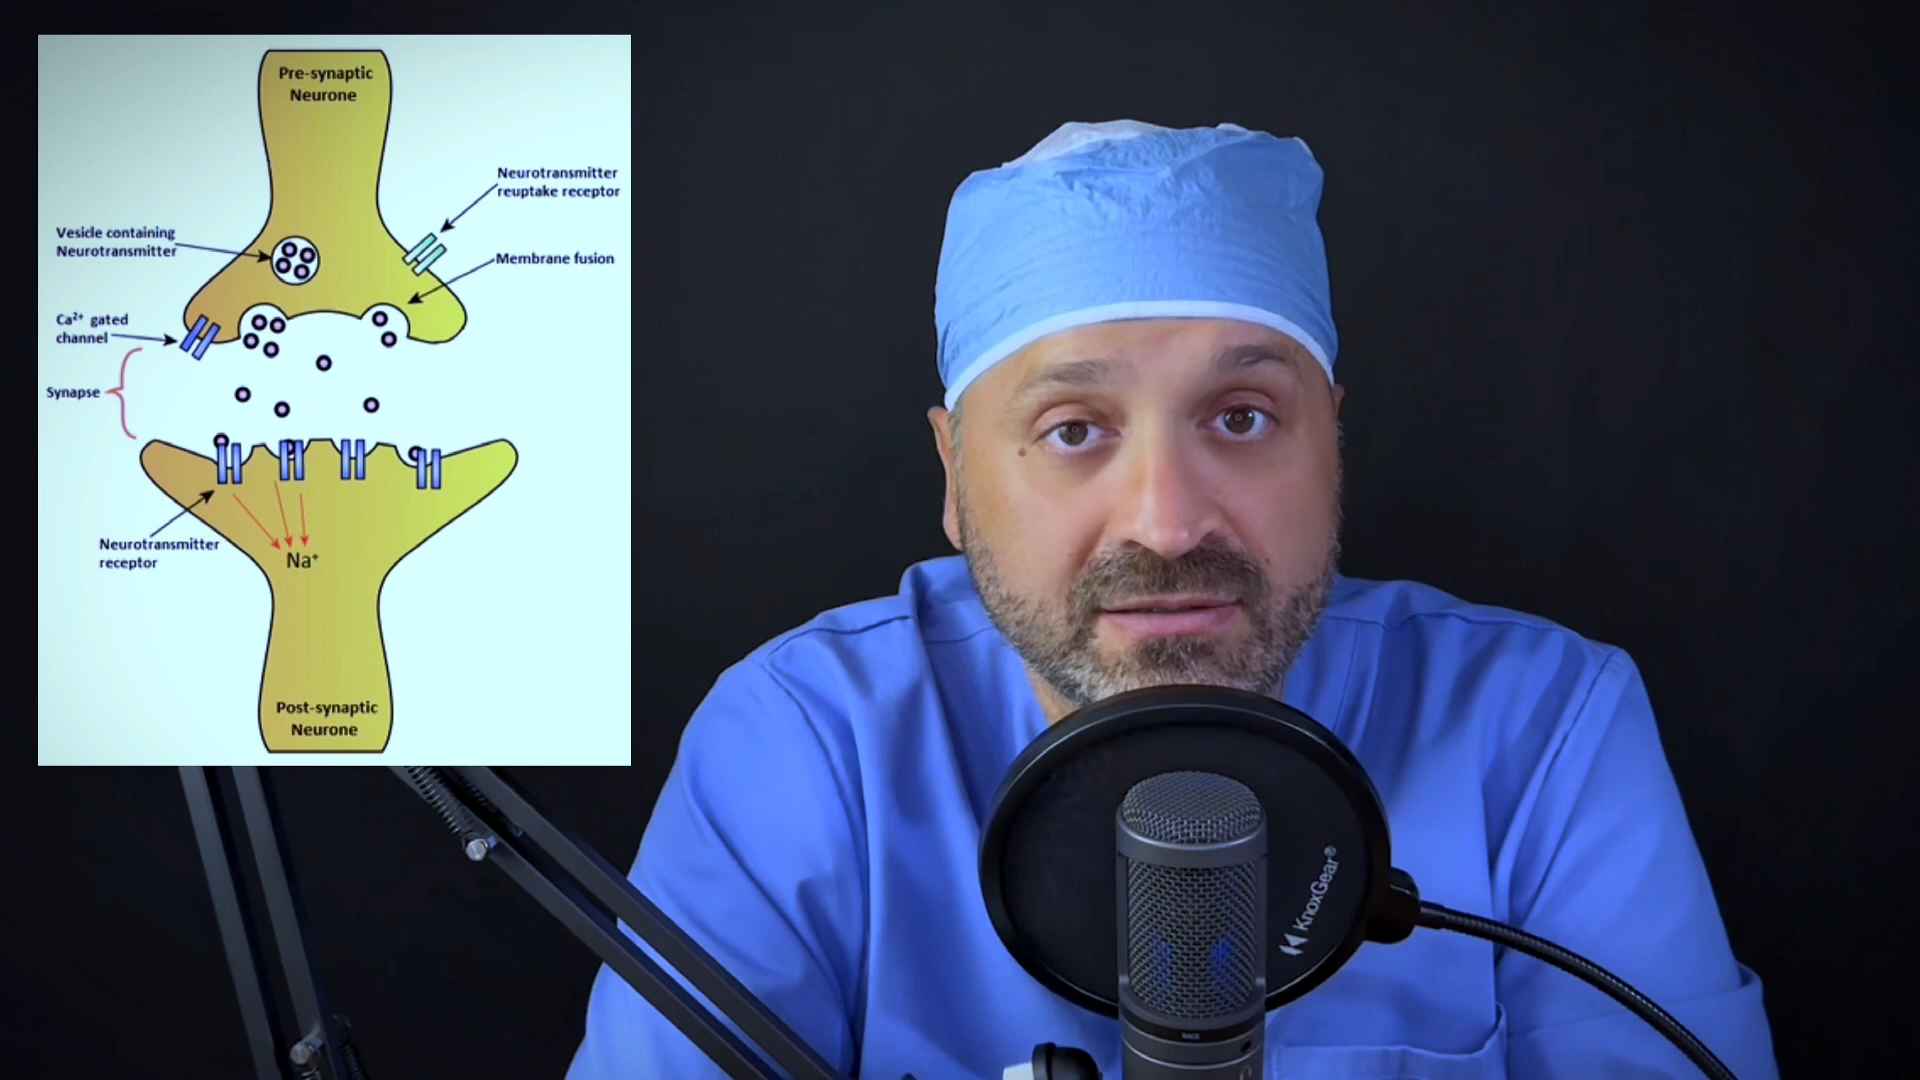 Pre-synaptic
Neurone
Neurotransmitter
reuptake receptor
Vesicle containing
Neurotransmitter
Membrane fusion
Ca²⁺ gated
channel
Synapse
Neurotransmitter
receptor
Na⁺
Post-synaptic
Neurone
KnoxGear®
BACK